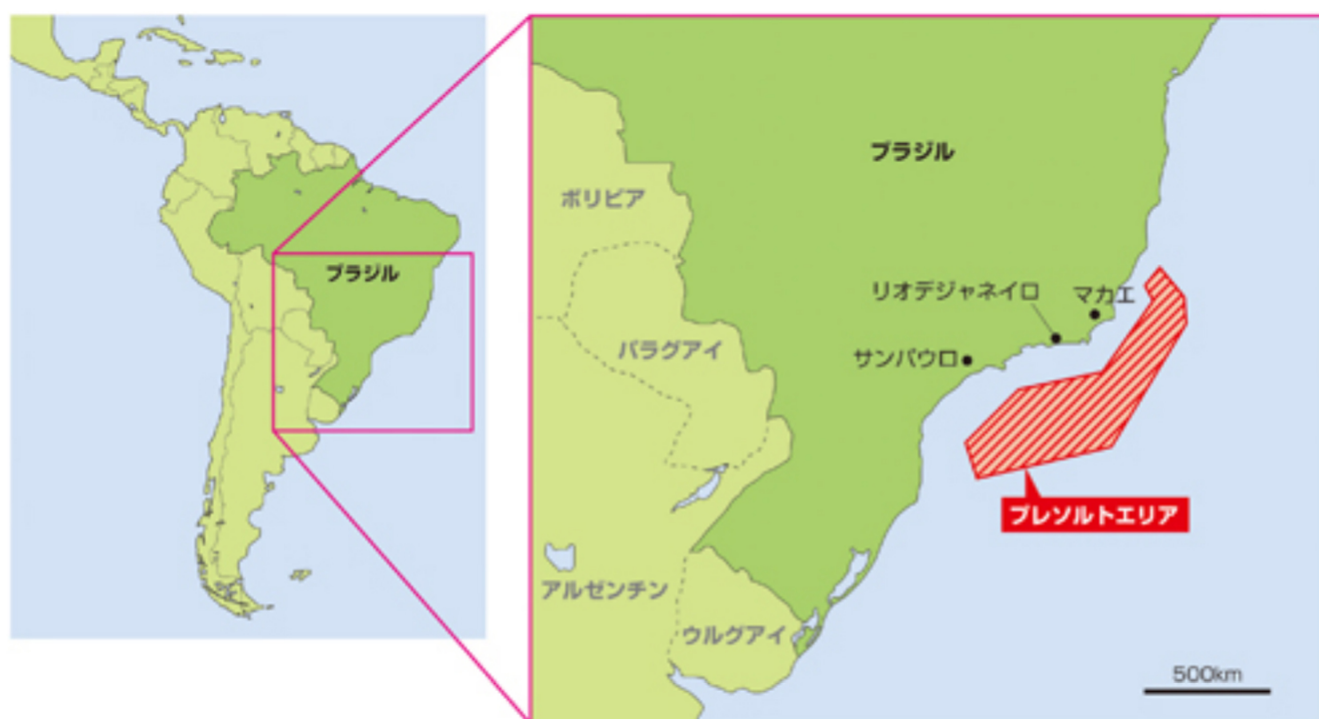 ブラジル
ブラジル
ボリビア
パラグアイ
リオデジャネイロ
マカエ
サンパウロ
プレソルトエリア
アルゼンチン
ウルグアイ
500km